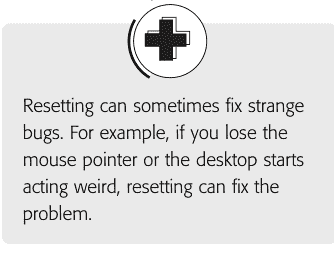 Resetting can sometimes fix strange
bugs. For example, if you lose the
mouse pointer or the desktop starts
acting weird, resetting can fix the
problem.